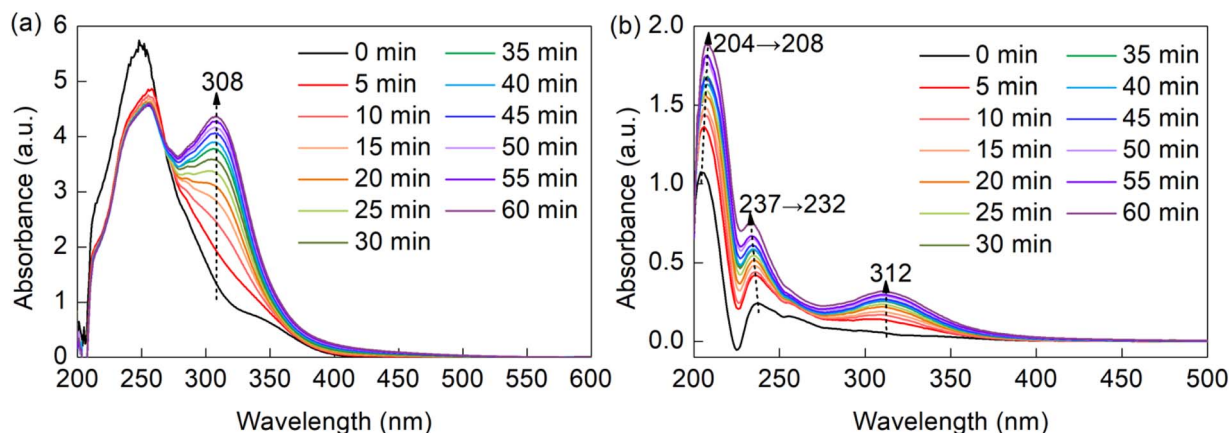 (a)
6
5
4
3
2
1
0
Absorbance (a.u.)
308
0 min
5 min
10 min
15 min
20 min
25 min
30 min
35 min
40 min
45 min
50 min
55 min
60 min
200 250 300 350 400 450 500 550 600
Wavelength (nm)
(b)
2.0
1.5
1.0
0.5
0.0
Absorbance (a.u.)
204→208
237→232
312
0 min
5 min
10 min
15 min
20 min
25 min
30 min
35 min
40 min
45 min
50 min
55 min
60 min
200 250 300 350 400 450 500
Wavelength (nm)